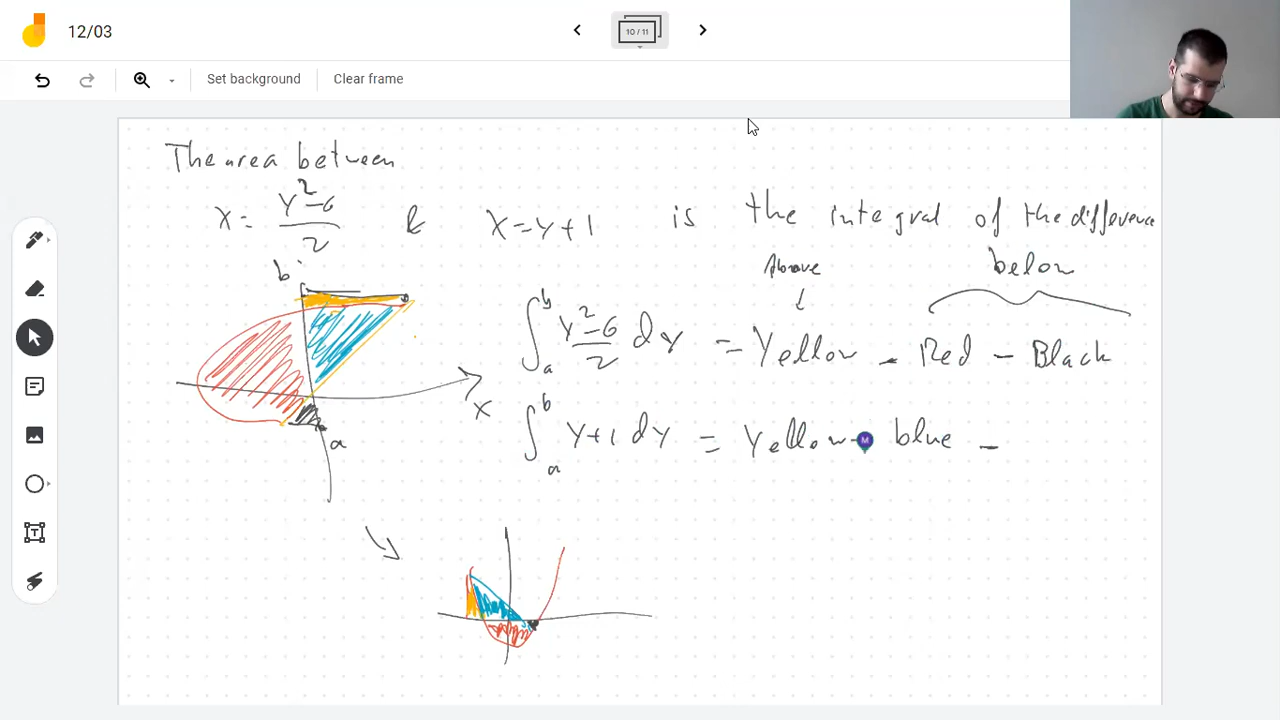 12/03
10 / 11
Set background
Clear frame
The area between
x = y²-6/2 & x = y+1 is the integral of the difference
b
Above
below
∫ₐᵇ y²-6/2 dy = Yellow - Red - Black
x
a
∫ₐᵇ y+1 dy = Yellow + M blue -